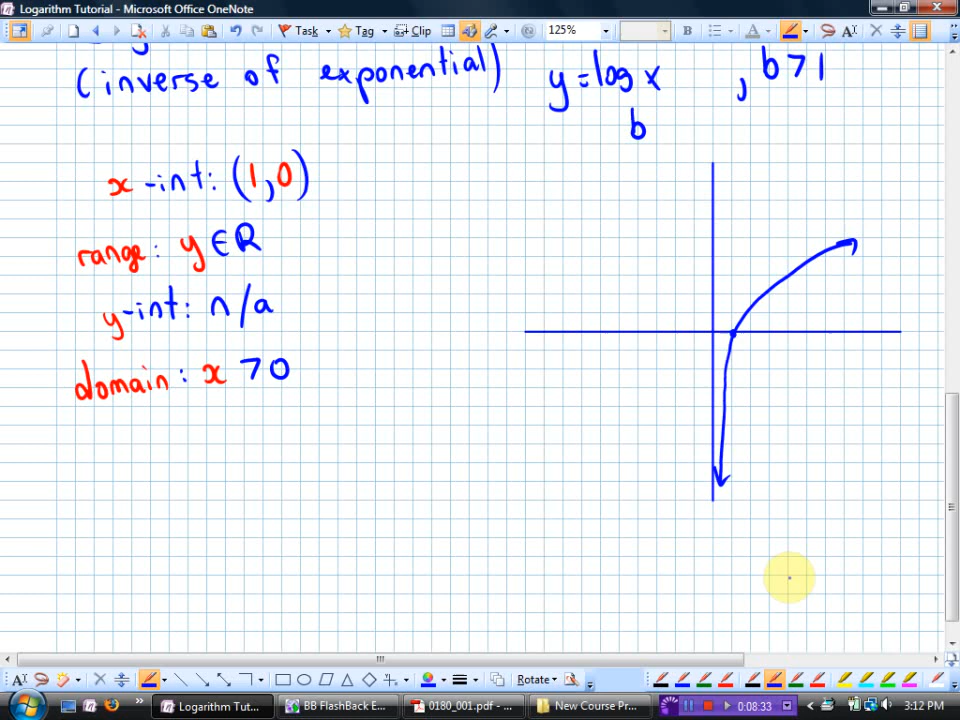 Logarithm Tutorial - Microsoft Office OneNote
Task Tag Clip 125% B A
(inverse of exponential) y=log x , b>1
b
x-int: (1,0)
range: y∈R
y-int: n/a
domain: x >0
Rotate
Logarithm Tut... BB FlashBack E... 0180_001.pdf - ... New Course Pr... 0:08:33 3:12 PM